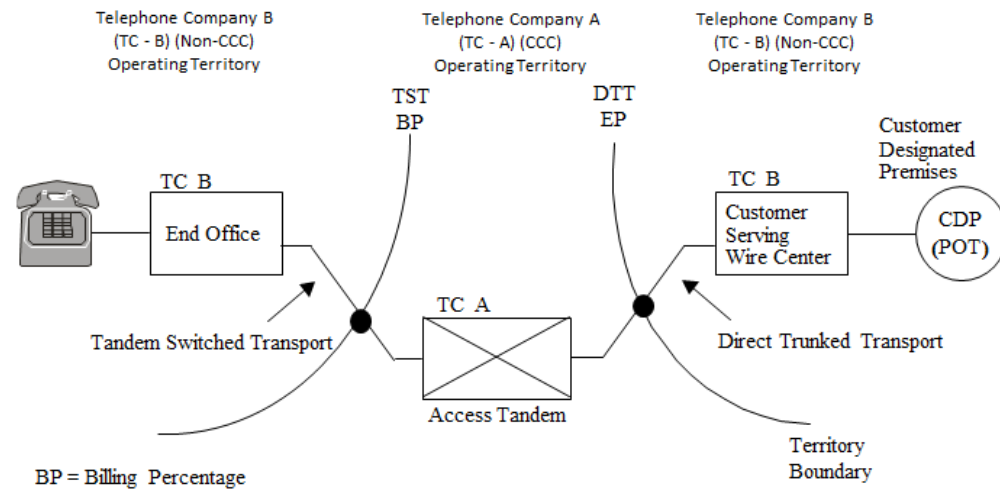 Telephone Company B
(TC - B) (Non-CCC)
Operating Territory
Telephone Company A
(TC - A) (CCC)
Operating Territory
Telephone Company B
(TC - B) (Non-CCC)
Operating Territory
TST
BP
DTT
EP
Customer
Designated
Premises
TC B
End Office
TC B
Customer
Serving
Wire Center
CDP
(POT)
Tandem Switched Transport
TC A
Access Tandem
Direct Trunked Transport
Territory
Boundary
BP = Billing Percentage